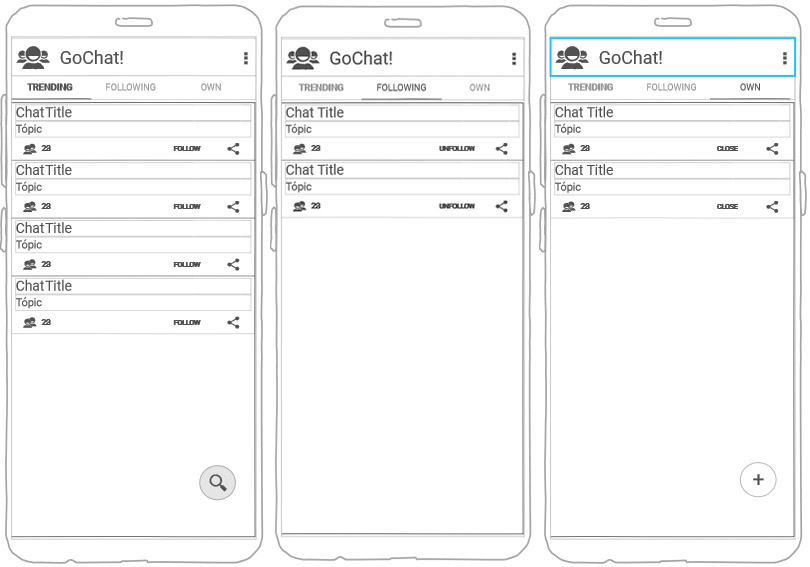 GoChat!
TRENDING FOLLOWING OWN
ChatTitle
Tópic
23 FOLLOW
ChatTitle
Tópic
23 FOLLOW
ChatTitle
Tópic
23 FOLLOW
ChatTitle
Tópic
23 FOLLOW
GoChat!
TRENDING FOLLOWING OWN
Chat Title
Tópic
23 UNFOLLOW
Chat Title
Tópic
23 UNFOLLOW
GoChat!
TRENDING FOLLOWING OWN
Chat Title
Tópic
23 CLOSE
Chat Title
Tópic
23 CLOSE